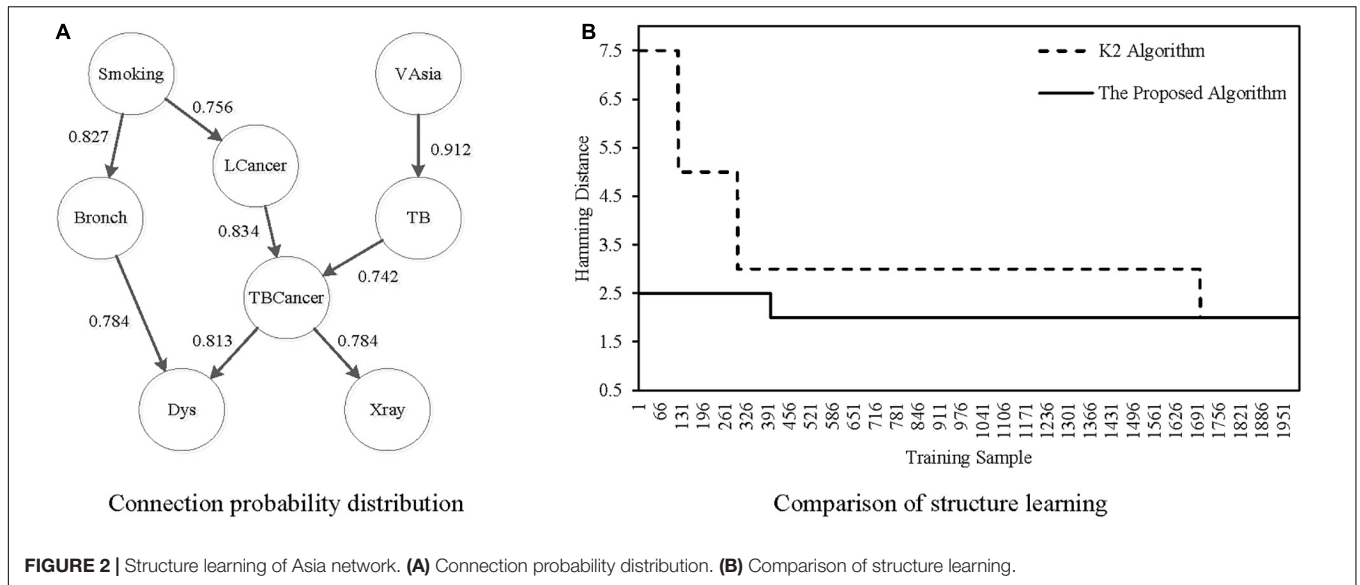 A
Smoking
VAsia
0.756
0.827
0.912
LCancer
Bronch
TB
0.834
0.742
TBCancer
0.784
0.813
0.784
Dys
Xray
Connection probability distribution
B
K2 Algorithm
The Proposed Algorithm
Hamming Distance
7.5
6.5
5.5
4.5
3.5
2.5
1.5
0.5
1 66 131 196 261 326 391 456 521 586 651 716 781 846 911 976 1041 1106 1171 1236 1301 1366 1431 1496 1561 1626 1691 1756 1821 1886 1951
Training Sample
Comparison of structure learning
FIGURE 2 | Structure learning of Asia network. (A) Connection probability distribution. (B) Comparison of structure learning.